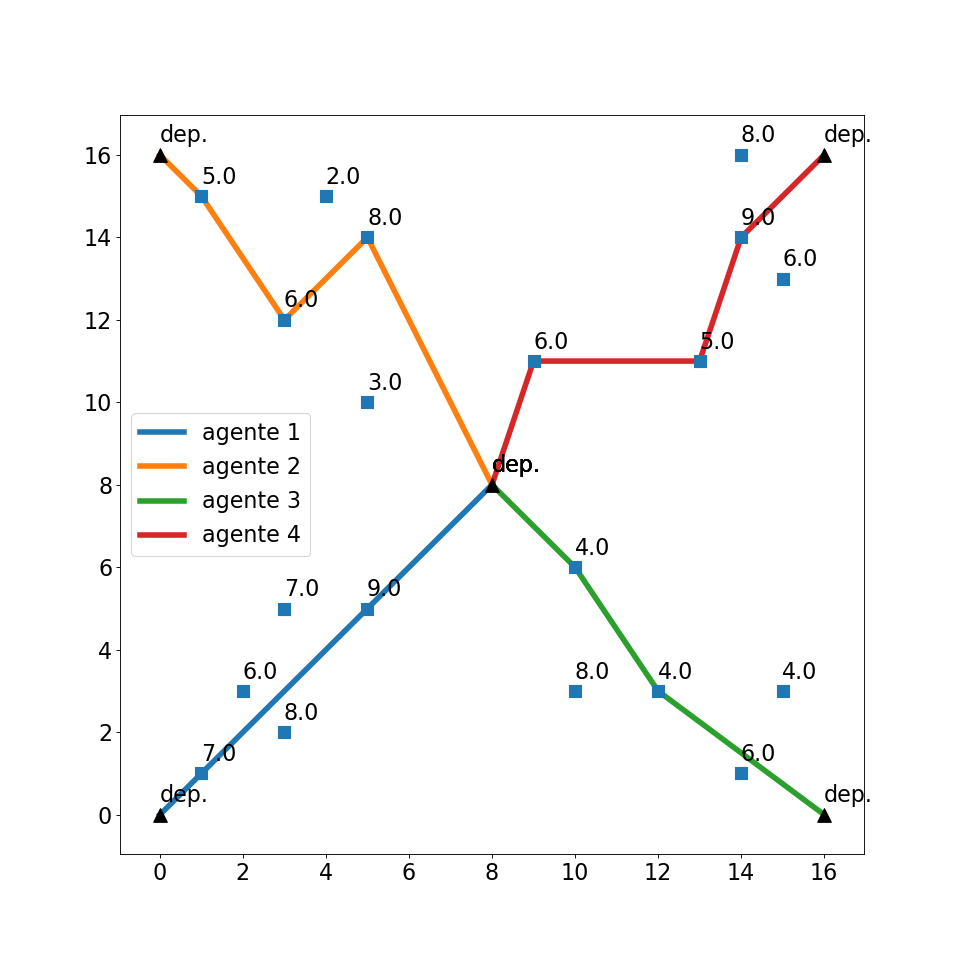 8.0
dep. dep.
16
5.0 2.0
8.0 9.0
14
6.0
6.0
12
6.0 5.0
3.0
10
agente 1
dep.
agente 2
8
agente 3
agente 4
4.0
6
7.0 9.0
6.0 8.0 4.0 4.0
4
8.0
2
7.0 6.0
dep. dep.
0
0 2 4 6 8 10 12 14 16